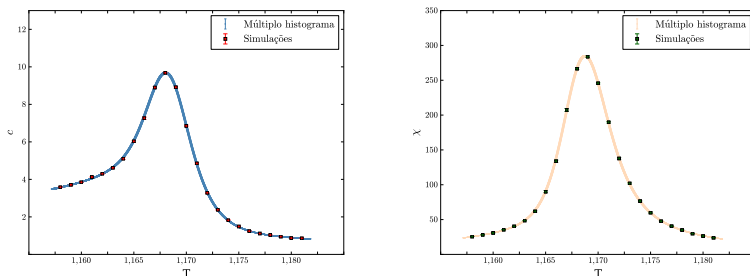 12
10
8
6
4
2
c
1,160
1,165
1,170
1,175
1,180
T
Múltiplo histograma
Simulações
350
300
250
200
150
100
50
χ
1,160
1,165
1,170
1,175
1,180
T
Múltiplo histograma
Simulações